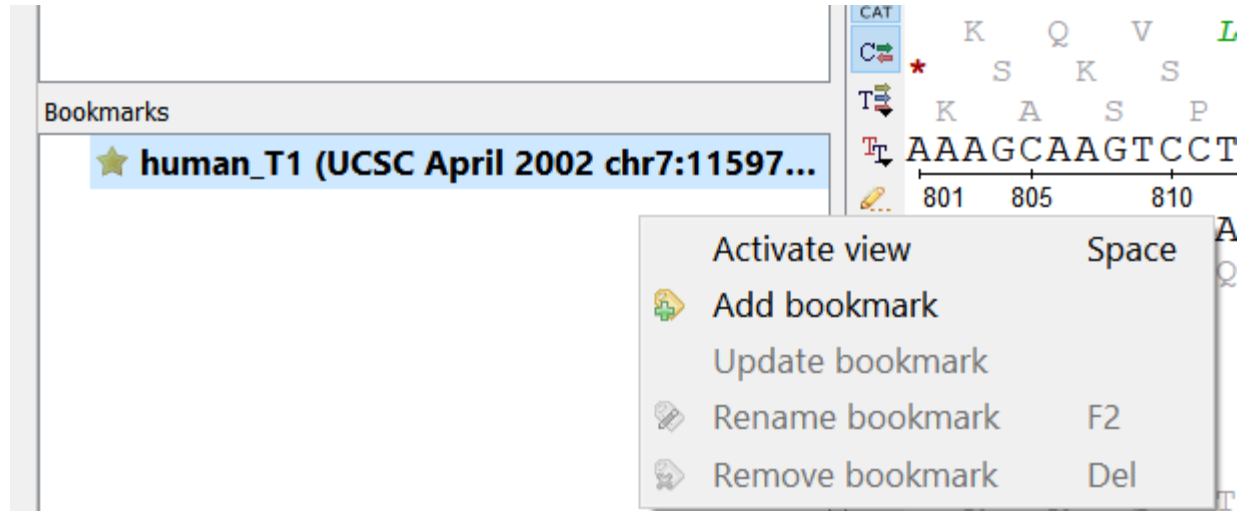 CAT
K Q V L
* S K S
K A S P
AAAGCAAGTCCT
801 805 810
A
Q
T
Bookmarks
human_T1 (UCSC April 2002 chr7:11597...
Activate view Space
Add bookmark
Update bookmark
Rename bookmark F2
Remove bookmark Del